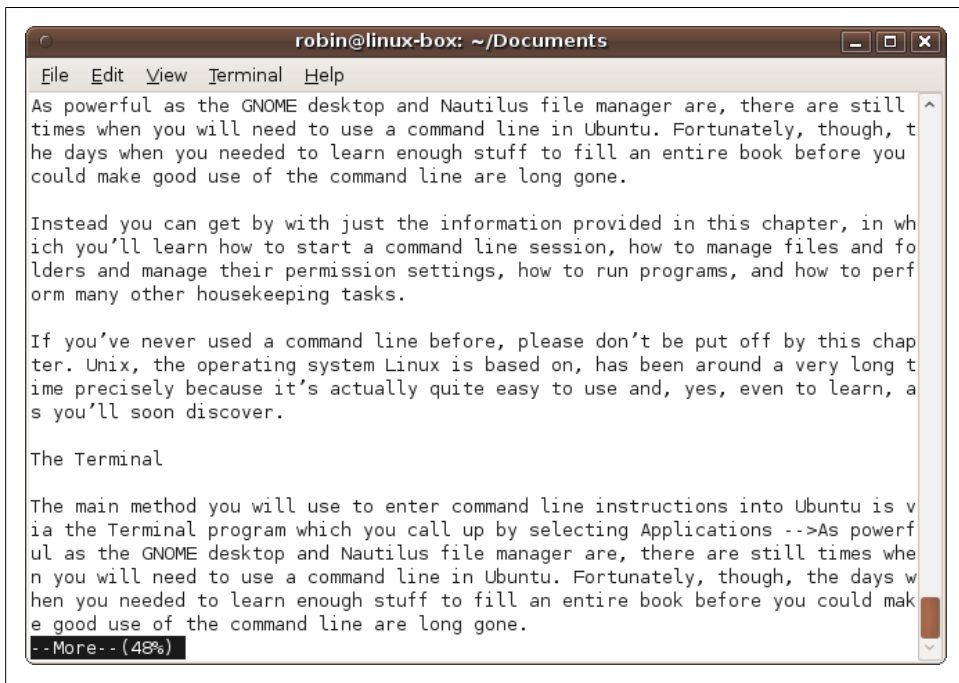 robin@linux-box: ~/Documents
File Edit View Terminal Help
As powerful as the GNOME desktop and Nautilus file manager are, there are still
times when you will need to use a command line in Ubuntu. Fortunately, though, t
he days when you needed to learn enough stuff to fill an entire book before you
could make good use of the command line are long gone.
Instead you can get by with just the information provided in this chapter, in wh
ich you’ll learn how to start a command line session, how to manage files and fo
lders and manage their permission settings, how to run programs, and how to perf
orm many other housekeeping tasks.
If you’ve never used a command line before, please don’t be put off by this chap
ter. Unix, the operating system Linux is based on, has been around a very long t
ime precisely because it’s actually quite easy to use and, yes, even to learn, a
s you’ll soon discover.
The Terminal
The main method you will use to enter command line instructions into Ubuntu is v
ia the Terminal program which you call up by selecting Applications -->As powerf
ul as the GNOME desktop and Nautilus file manager are, there are still times whe
n you will need to use a command line in Ubuntu. Fortunately, though, the days w
hen you needed to learn enough stuff to fill an entire book before you could mak
e good use of the command line are long gone.
--More--(48%)